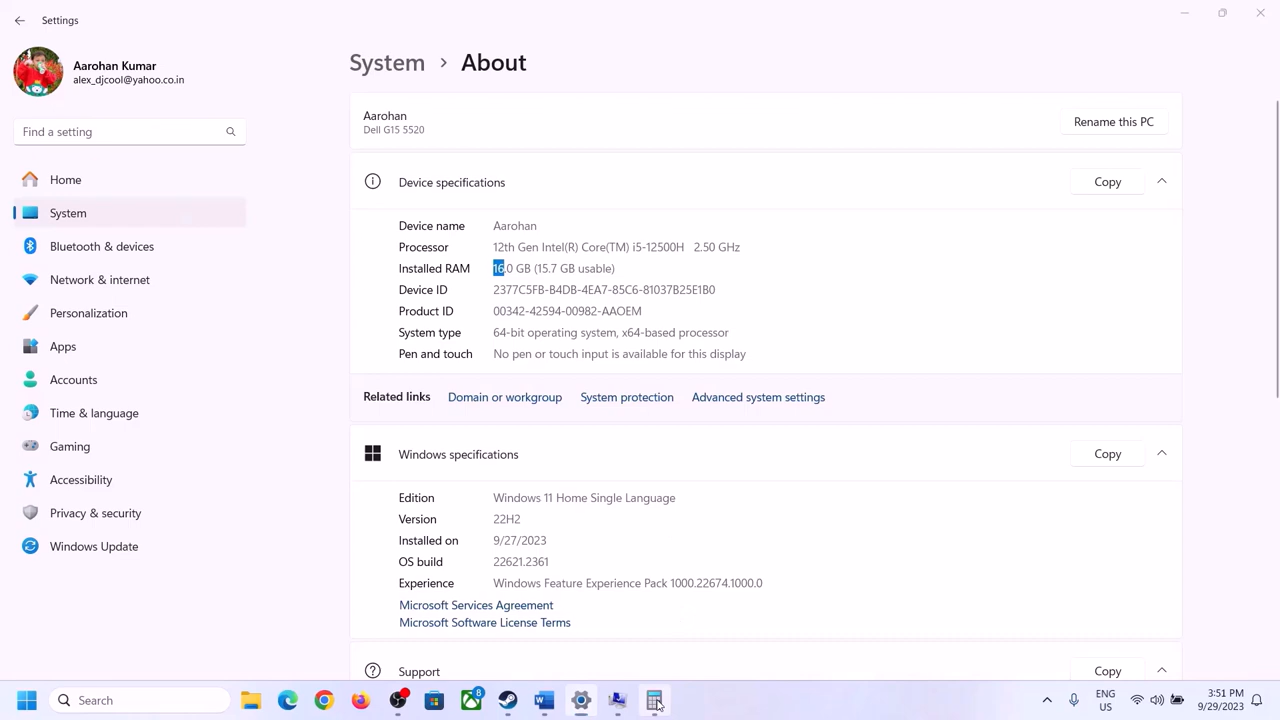 Settings
Aarohan Kumar
alex_djcool@yahoo.co.in
Find a setting
Home
System
Bluetooth & devices
Network & internet
Personalization
Apps
Accounts
Time & language
Gaming
Accessibility
Privacy & security
Windows Update
System > About
Aarohan
Dell G15 5520
Rename this PC
Device specifications
Copy
Device name Aarohan
Processor 12th Gen Intel(R) Core(TM) i5-12500H 2.50 GHz
Installed RAM 16.0 GB (15.7 GB usable)
Device ID 2377C5FB-B4DB-4EA7-85C6-81037B25E1B0
Product ID 00342-42594-00982-AAOEM
System type 64-bit operating system, x64-based processor
Pen and touch No pen or touch input is available for this display
Related links Domain or workgroup System protection Advanced system settings
Windows specifications
Copy
Edition Windows 11 Home Single Language
Version 22H2
Installed on 9/27/2023
OS build 22621.2361
Experience Windows Feature Experience Pack 1000.22674.1000.0
Microsoft Services Agreement
Microsoft Software License Terms
Support
Copy
Search
8
ENG
IN
3:51 PM
9/29/2023